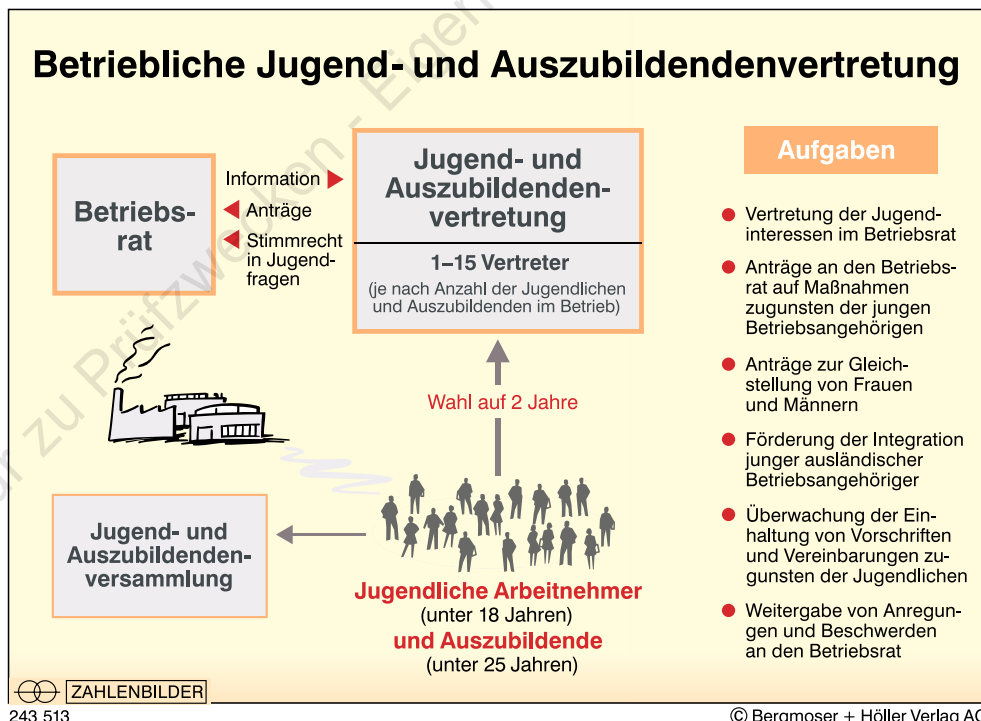 Betriebliche Jugend- und Auszubildendenvertretung
Betriebs-
rat
Information
Anträge
Stimmrecht
in Jugend-
fragen
Jugend- und
Auszubildenden-
vertretung
1–15 Vertreter
(je nach Anzahl der Jugendlichen
und Auszubildenden im Betrieb)
Wahl auf 2 Jahre
Jugend- und
Auszubildenden-
versammlung
Jugendliche Arbeitnehmer
(unter 18 Jahren)
und Auszubildende
(unter 25 Jahren)
Aufgaben
Vertretung der Jugend-
interessen im Betriebsrat
Anträge an den Betriebs-
rat auf Maßnahmen
zugunsten der jungen
Betriebsangehörigen
Anträge zur Gleich-
stellung von Frauen
und Männern
Förderung der Integration
junger ausländischer
Betriebsangehöriger
Überwachung der Ein-
haltung von Vorschriften
und Vereinbarungen zu-
gunsten der Jugendlichen
Weitergabe von Anregun-
gen und Beschwerden
an den Betriebsrat
ZAHLENBILDER
243 513
© Bergmoser + Höller Verlag AG
zu Prüfzwecken -